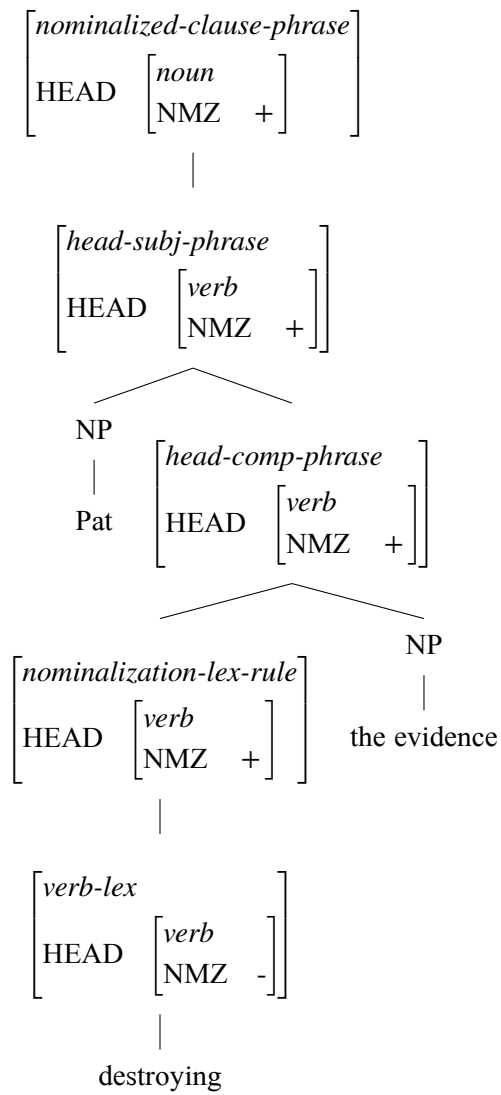 nominalized-clause-phrase
HEAD noun
NMZ +
head-subj-phrase
HEAD verb
NMZ +
NP
Pat
head-comp-phrase
HEAD verb
NMZ +
nominalization-lex-rule
HEAD verb
NMZ +
NP
the evidence
verb-lex
HEAD verb
NMZ -
destroying